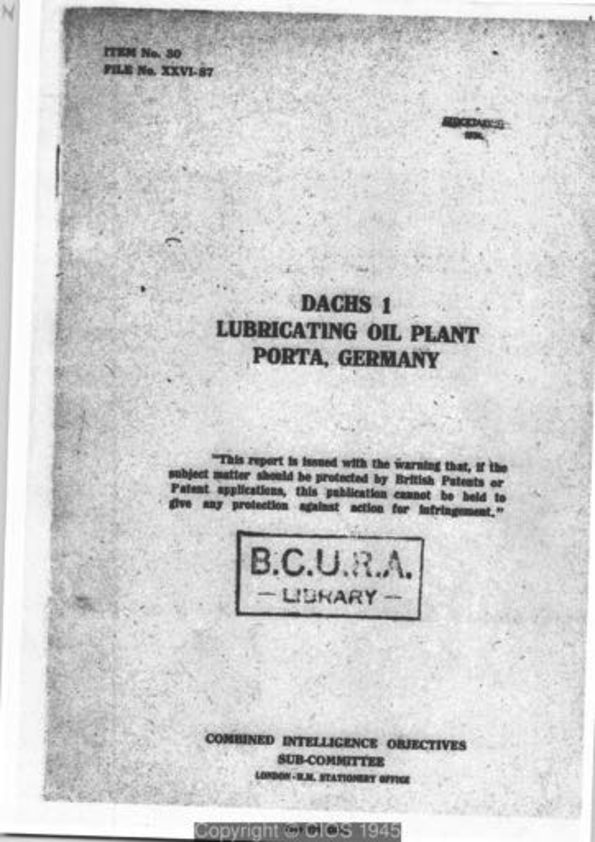 ITEM No. 30
FILE No. XXVI-87
DACHS 1
LUBRICATING OIL PLANT
PORTA, GERMANY
"This report is issued with the warning that, if the
subject matter should be protected by British Patents or
Patent applications, this publication cannot be held to
give any protection against action for infringement."
B.C.U.R.A.
— LIBRARY —
COMBINED INTELLIGENCE OBJECTIVES
SUB-COMMITTEE
LONDON - H.M. STATIONERY OFFICE
Copyright © CIOS 1945